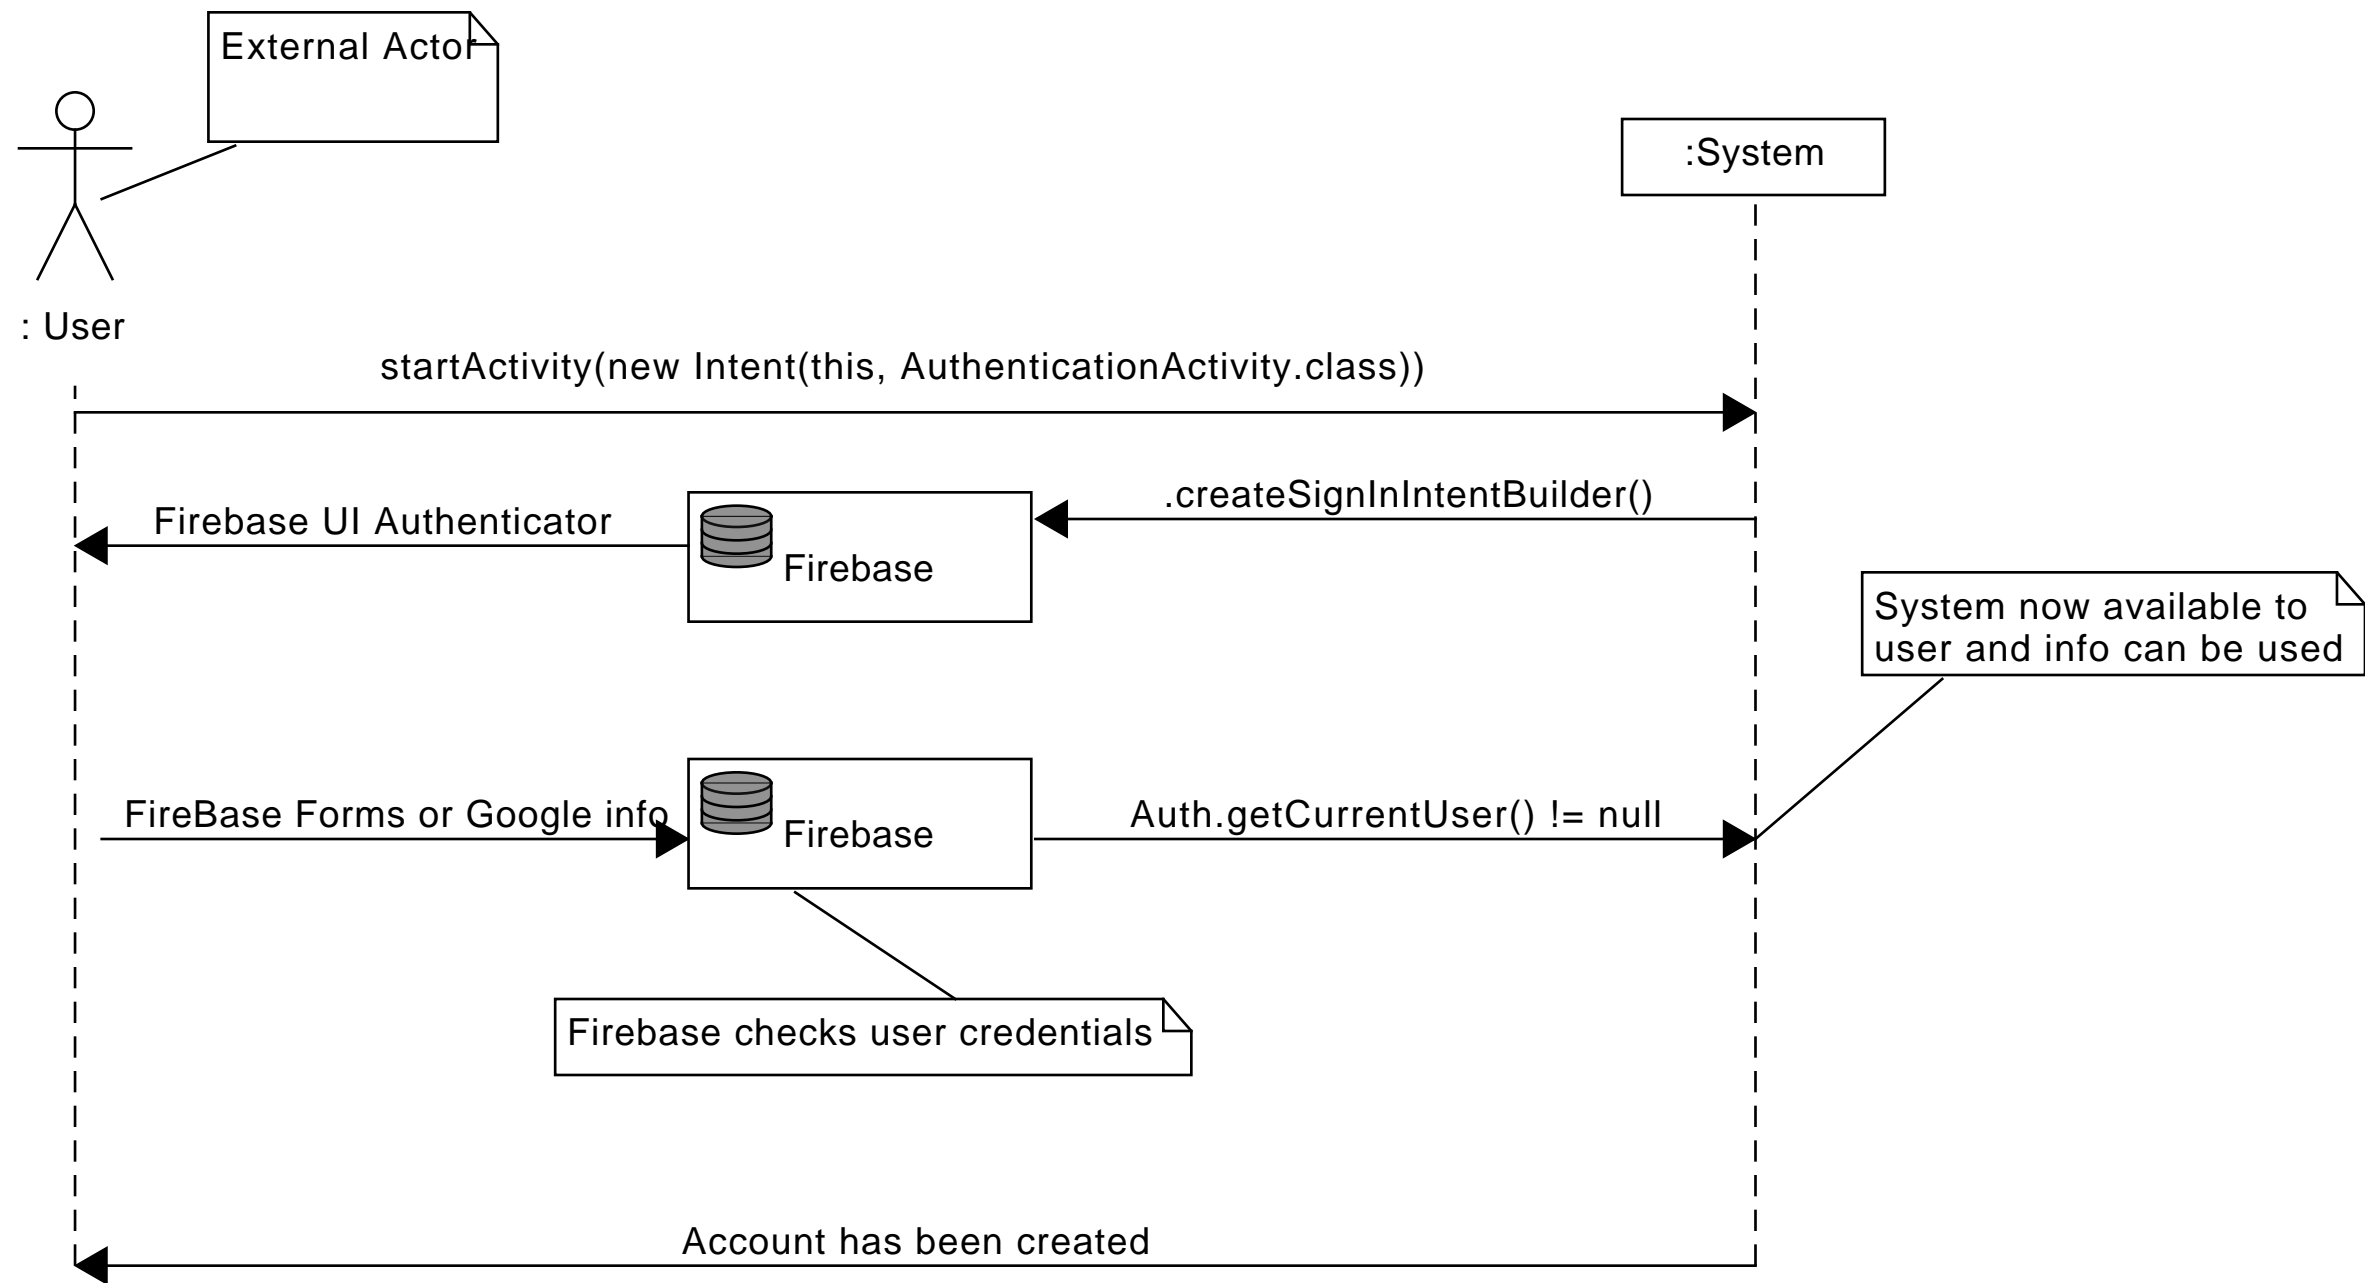 External Actor
:System
: User
startActivity(new Intent(this, AuthenticationActivity.class))
.createSignInIntentBuilder()
Firebase UI Authenticator
Firebase
System now available to
user and info can be used
FireBase Forms or Google info
Firebase
Auth.getCurrentUser() != null
Firebase checks user credentials
Account has been created